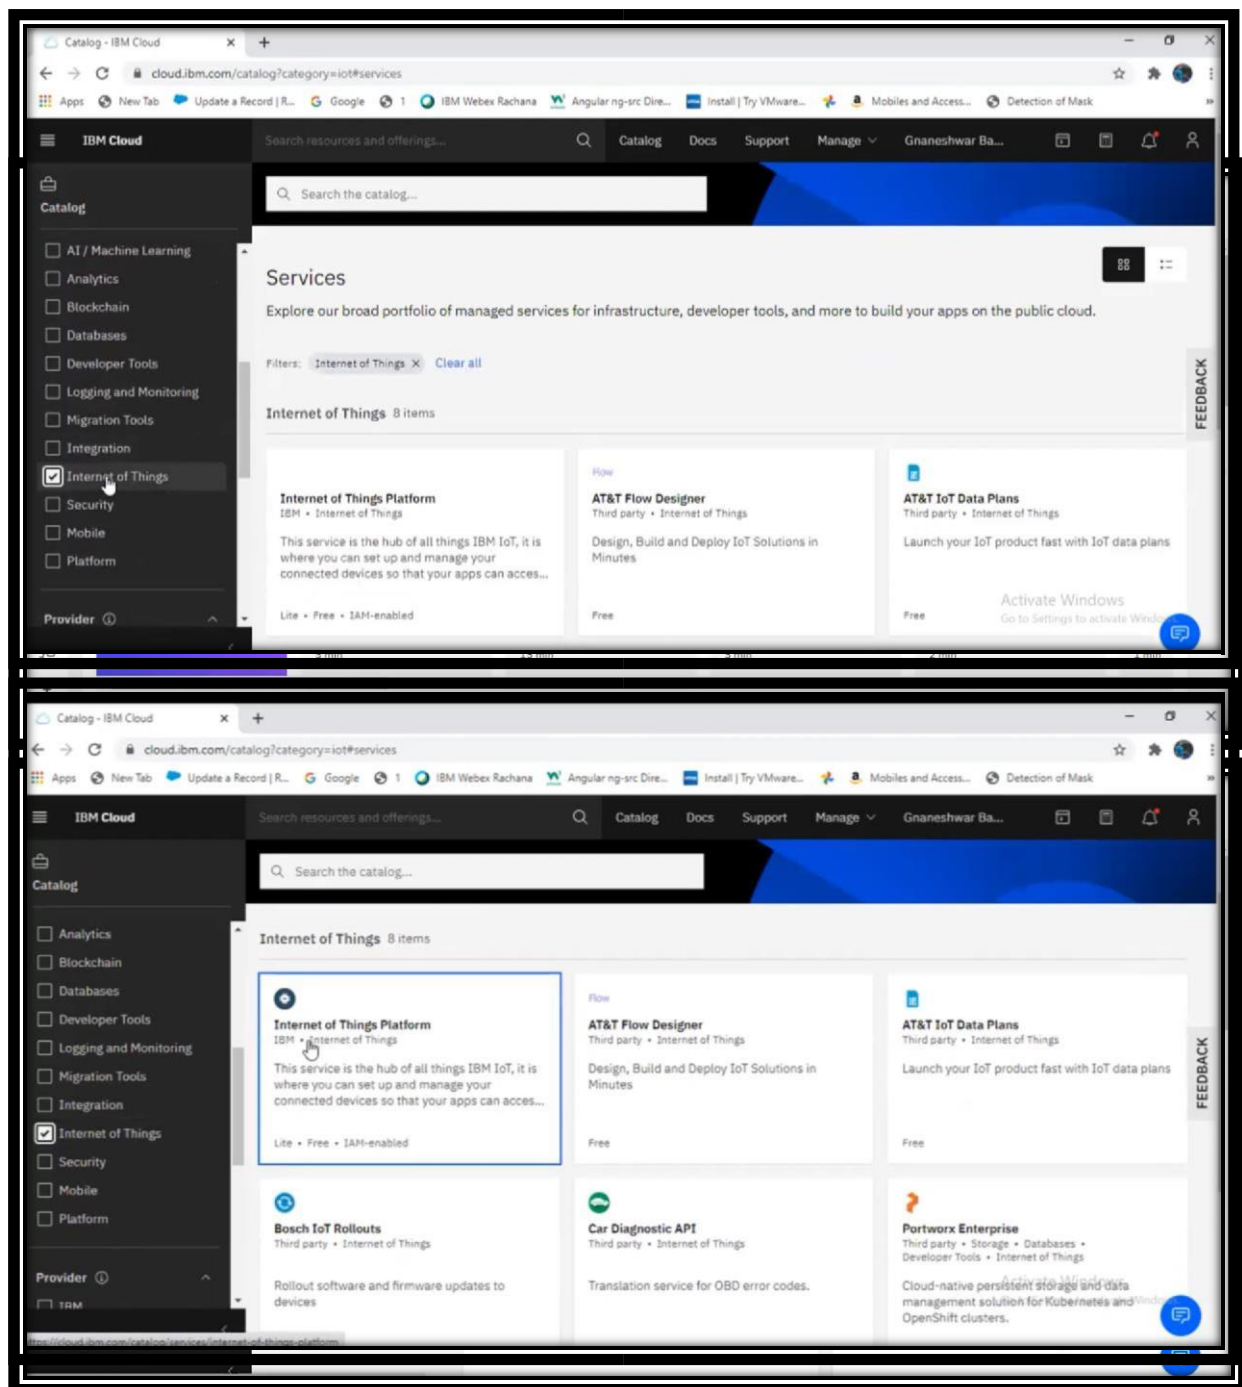 Catalog - IBM Cloud
cloud.ibm.com/catalog?category=iot#services
Apps New Tab Update a Record | R... Google 1 IBM Webex Rachana Angular ng-src Dire... Install | Try VMware... Mobiles and Access... Detection of Mask
IBM Cloud Search resources and offerings... Catalog Docs Support Manage Gnaneshwar Ba...
Search the catalog...
Catalog
AI / Machine Learning
Analytics
Blockchain
Databases
Developer Tools
Logging and Monitoring
Migration Tools
Integration
Internet of Things
Security
Mobile
Platform
Provider
Services
Explore our broad portfolio of managed services for infrastructure, developer tools, and more to build your apps on the public cloud.
Filters: Internet of Things Clear all
FEEDBACK
Internet of Things 8 items
Internet of Things Platform
IBM • Internet of Things
This service is the hub of all things IBM IoT, it is
where you can set up and manage your
connected devices so that your apps can acces...
Lite • Free • IAM-enabled
Flow
AT&T Flow Designer
Third party • Internet of Things
Design, Build and Deploy IoT Solutions in
Minutes
Free
AT&T IoT Data Plans
Third party • Internet of Things
Launch your IoT product fast with IoT data plans
Free
Activate Windows
Go to Settings to activate Windo
Catalog - IBM Cloud
cloud.ibm.com/catalog?category=iot#services
Apps New Tab Update a Record | R... Google 1 IBM Webex Rachana Angular ng-src Dire... Install | Try VMware... Mobiles and Access... Detection of Mask
IBM Cloud Search resources and offerings... Catalog Docs Support Manage Gnaneshwar Ba...
Search the catalog...
Catalog
Analytics
Blockchain
Databases
Developer Tools
Logging and Monitoring
Migration Tools
Integration
Internet of Things
Security
Mobile
Platform
Provider
IBM
Internet of Things 8 items
Internet of Things Platform
IBM • Internet of Things
This service is the hub of all things IBM IoT, it is
where you can set up and manage your
connected devices so that your apps can acces...
Lite • Free • IAM-enabled
Flow
AT&T Flow Designer
Third party • Internet of Things
Design, Build and Deploy IoT Solutions in
Minutes
Free
AT&T IoT Data Plans
Third party • Internet of Things
Launch your IoT product fast with IoT data plans
Free
FEEDBACK
Bosch IoT Rollouts
Third party • Internet of Things
Rollout software and firmware updates to
devices
Car Diagnostic API
Third party • Internet of Things
Translation service for OBD error codes.
Portworx Enterprise
Third party • Storage • Databases •
Developer Tools • Internet of Things
Cloud-native persistent storage and data
management solution for Kubernetes and
OpenShift clusters.
Activate Windows
https://cloud.ibm.com/catalog/services/internet-of-things-platform